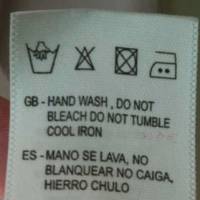 GB - HAND WASH , DO NOT
BLEACH DO NOT TUMBLE
COOL IRON
ES - MANO SE LAVA, NO
BLANQUEAR NO CAIGA,
HIERRO CHULO